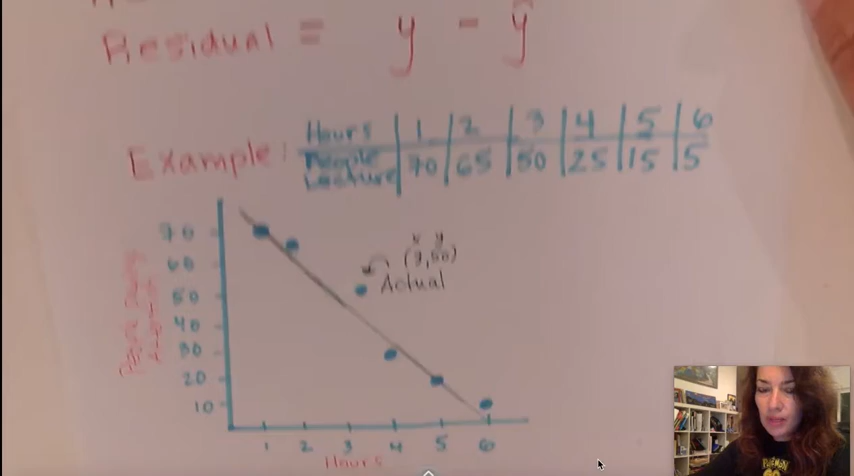 Residual = y - ŷ
Example: Hours 1 2 3 4 5 6
People Lecture 70 65 50 25 15 5
x y
(3,50)
Actual
70
60
50
40
30
20
10
1 2 3 4 5 6
Hours